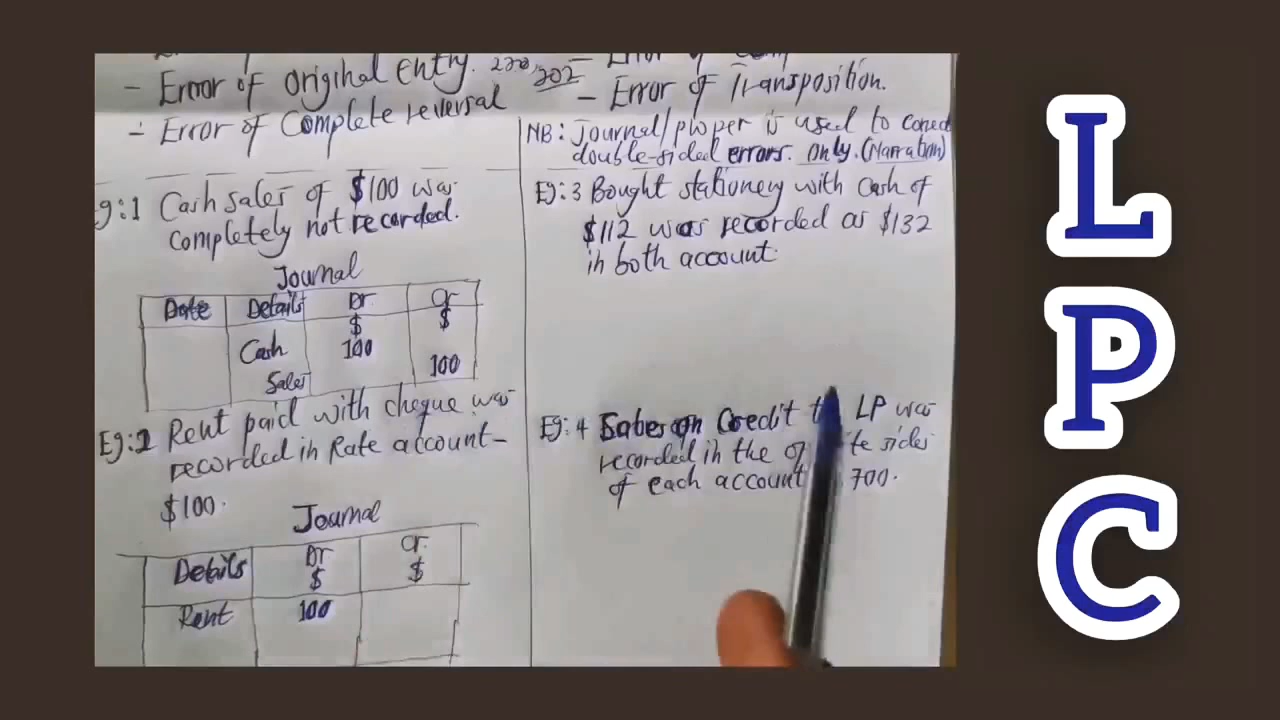 - Error of Original Entry. 220, 202
- Error of Complete reversal
- Error of Transposition.
NB: Journal/proper is used to correct
double-sided errors. Only. (Narration)
Eg:1 Cash sales of $100 was
completely not recorded.
Journal
Date Details Dr Cr
$ $
Cash 100
Sales 100
Eg:2 Rent paid with cheque was
recorded in Rate account-
$100.
Journal
Details Dr Cr.
$ $
Rent 100
Eg:3 Bought stationery with cash of
$112 was recorded as $132
in both account.
Eg:4 on Credit LP was
recorded in the sides
of each account 700.
L
P
C